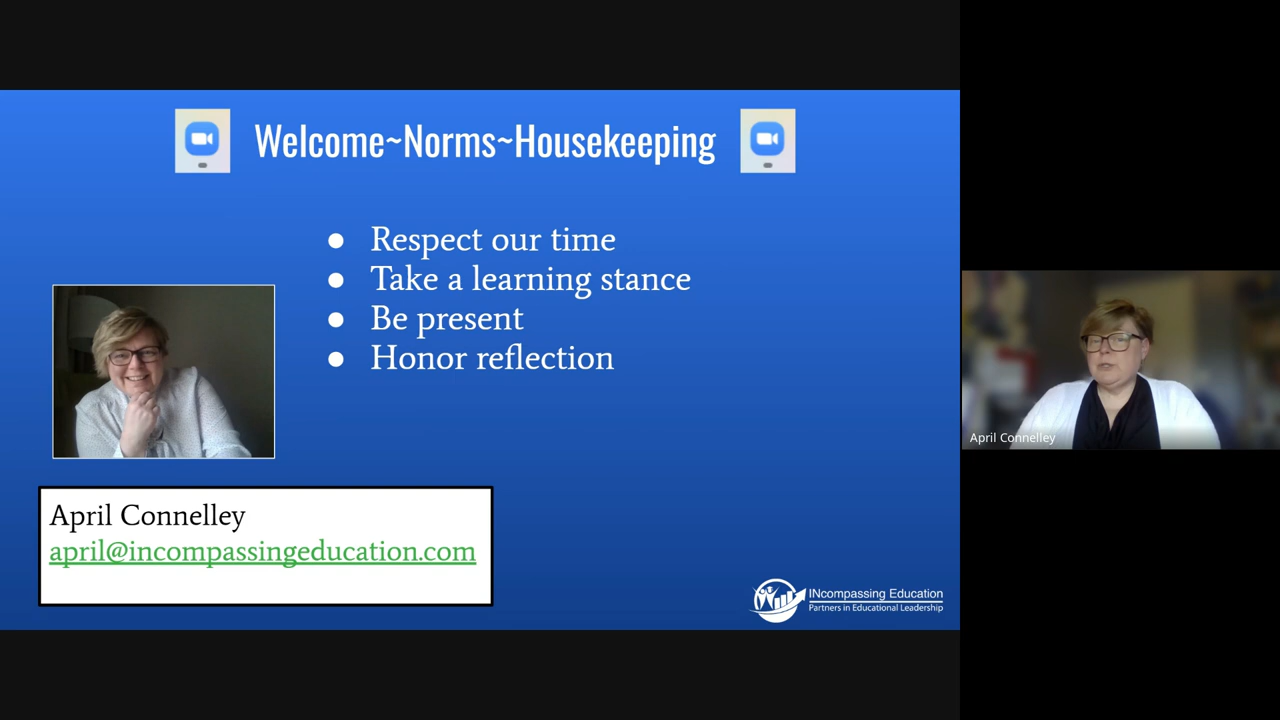 Welcome~Norms~Housekeeping
● Respect our time
● Take a learning stance
● Be present
● Honor reflection
April Connelley
april@incompassingeducation.com
INcompassing Education
Partners in Educational Leadership
April Connelley